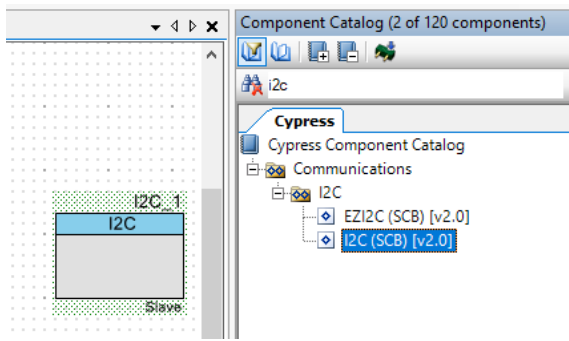 Component Catalog (2 of 120 components)
i2c
Cypress
Cypress Component Catalog
Communications
I2C
EZI2C (SCB) [v2.0]
I2C (SCB) [v2.0]
I2C_1
I2C
Slave